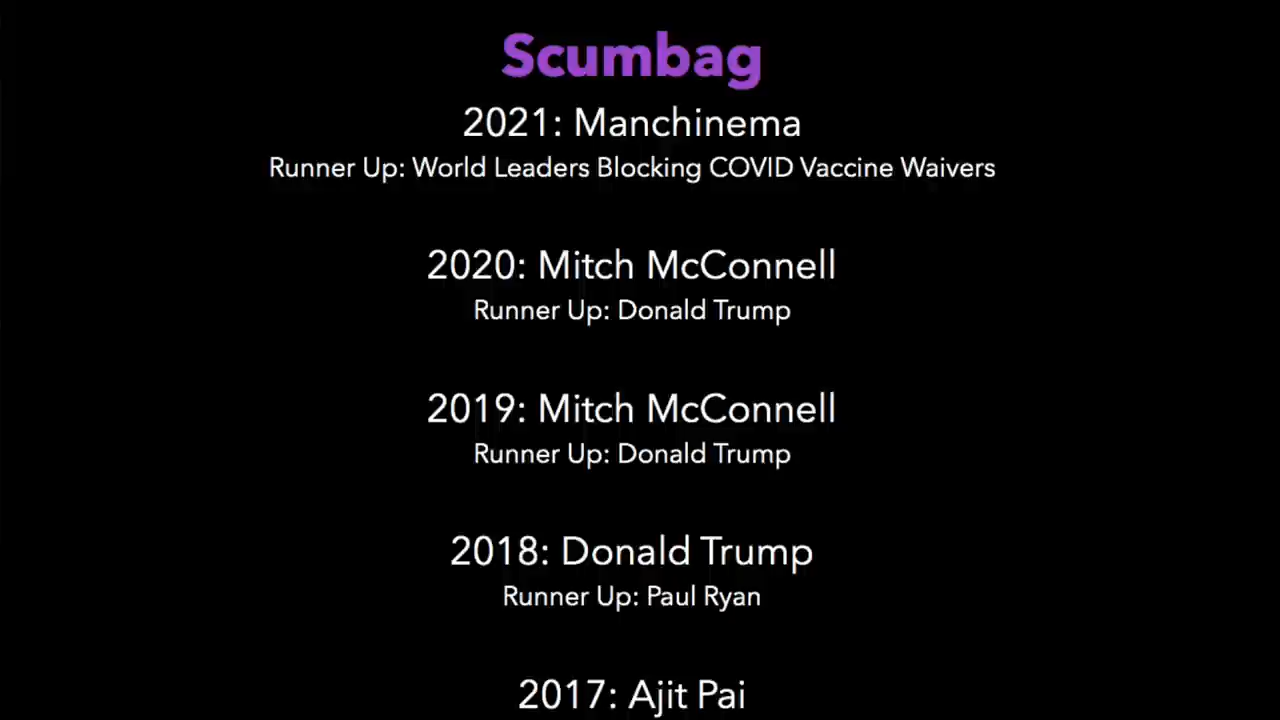 Scumbag
2021: Manchinema
Runner Up: World Leaders Blocking COVID Vaccine Waivers
2020: Mitch McConnell
Runner Up: Donald Trump
2019: Mitch McConnell
Runner Up: Donald Trump
2018: Donald Trump
Runner Up: Paul Ryan
2017: Ajit Pai